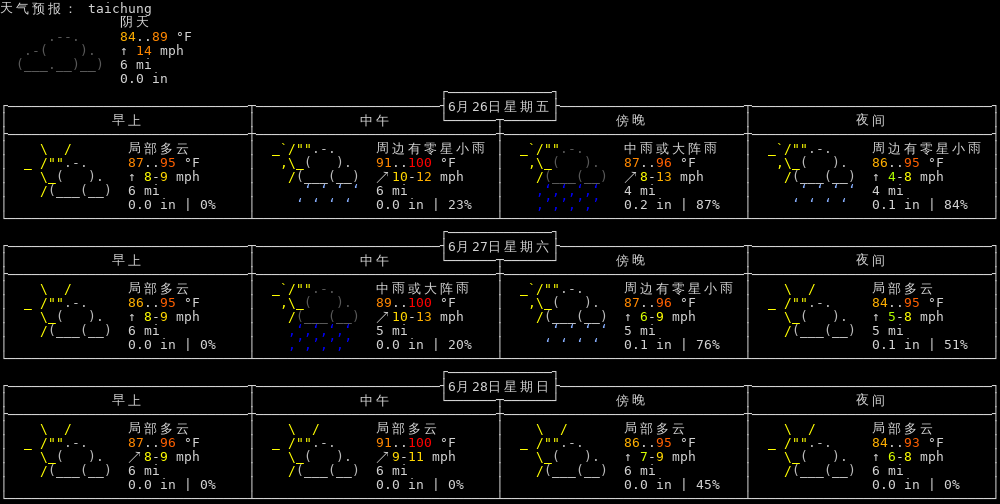 天气预报： taichung
阴天
84..89 °F
↑ 14 mph
6 mi
0.0 in
6月26日星期五
早上 中午 傍晚 夜间
局部多云 周边有零星小雨 中雨或大阵雨 周边有零星小雨
87..95 °F 91..100 °F 87..96 °F 86..95 °F
↑ 8-9 mph ↗ 10-12 mph ↗ 8-13 mph ↑ 4-8 mph
6 mi 6 mi 4 mi 4 mi
0.0 in | 0% 0.0 in | 23% 0.2 in | 87% 0.1 in | 84%
6月27日星期六
早上 中午 傍晚 夜间
局部多云 中雨或大阵雨 周边有零星小雨 局部多云
86..95 °F 89..100 °F 87..96 °F 84..95 °F
↑ 8-9 mph ↗ 10-13 mph ↑ 6-9 mph ↑ 5-8 mph
6 mi 5 mi 5 mi 5 mi
0.0 in | 0% 0.0 in | 20% 0.1 in | 76% 0.1 in | 51%
6月28日星期日
早上 中午 傍晚 夜间
局部多云 局部多云 局部多云 局部多云
87..96 °F 91..100 °F 86..95 °F 84..93 °F
↗ 8-9 mph ↗ 9-11 mph ↑ 7-9 mph ↑ 6-8 mph
6 mi 6 mi 6 mi 6 mi
0.0 in | 0% 0.0 in | 0% 0.0 in | 45% 0.0 in | 0%